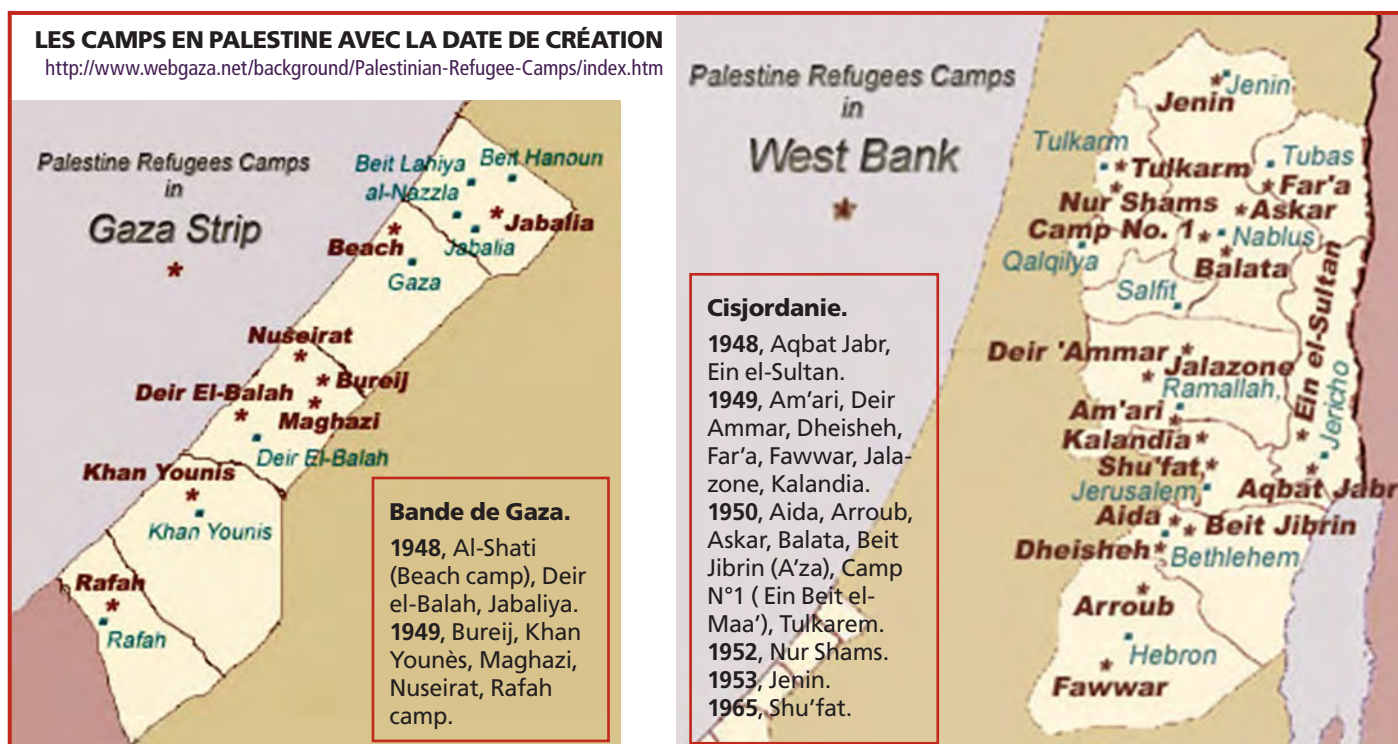 LES CAMPS EN PALESTINE AVEC LA DATE DE CRÉATION
http://www.webgaza.net/background/Palestinian-Refugee-Camps/index.htm
Palestine Refugees Camps
in
Gaza Strip
Beit Lahiya
Beit Hanoun
al-Nazzla
Jabalia
Beach
Jabalia
Gaza
Nuseirat
Bureij
Deir El-Balah
Maghazi
Deir El-Balah
Khan Younis
Khan Younis
Rafah
Rafah
Bande de Gaza.
1948, Al-Shati
(Beach camp), Deir
el-Balah, Jabaliya.
1949, Bureij, Khan
Younès, Maghazi,
Nuseirat, Rafah
camp.
Palestine Refugees Camps
in
West Bank
Jenin
Jenin
Tulkarm
Tulkarm
Tubas
Far'a
Nur Shams
Askar
Camp No. 1
Nablus
Qalqilya
Balata
Salfit
Ein el-Sultan
Deir 'Ammar
Jalazone
Ramallah,
Jericho
Am'ari
Kalandia
Shu'fat,
Jerusalem
Aqbat Jabr
Aida
Beit Jibrin
Dheisheh
Bethlehem
Arroub
Hebron
Fawwar
Cisjordanie.
1948, Aqbat Jabr,
Ein el-Sultan.
1949, Am’ari, Deir
Ammar, Dheisheh,
Far’a, Fawwar, Jala-
zone, Kalandia.
1950, Aida, Arroub,
Askar, Balata, Beit
Jibrin (A’za), Camp
N°1 ( Ein Beit el-
Maa’), Tulkarem.
1952, Nur Shams.
1953, Jenin.
1965, Shu’fat.